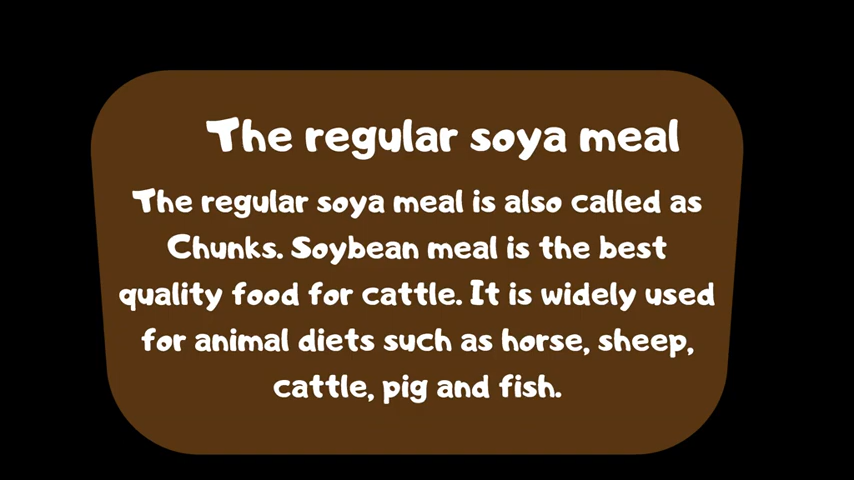 The regular soya meal
The regular soya meal is also called as
Chunks. Soybean meal is the best
quality food for cattle. It is widely used
for animal diets such as horse, sheep,
cattle, pig and fish.